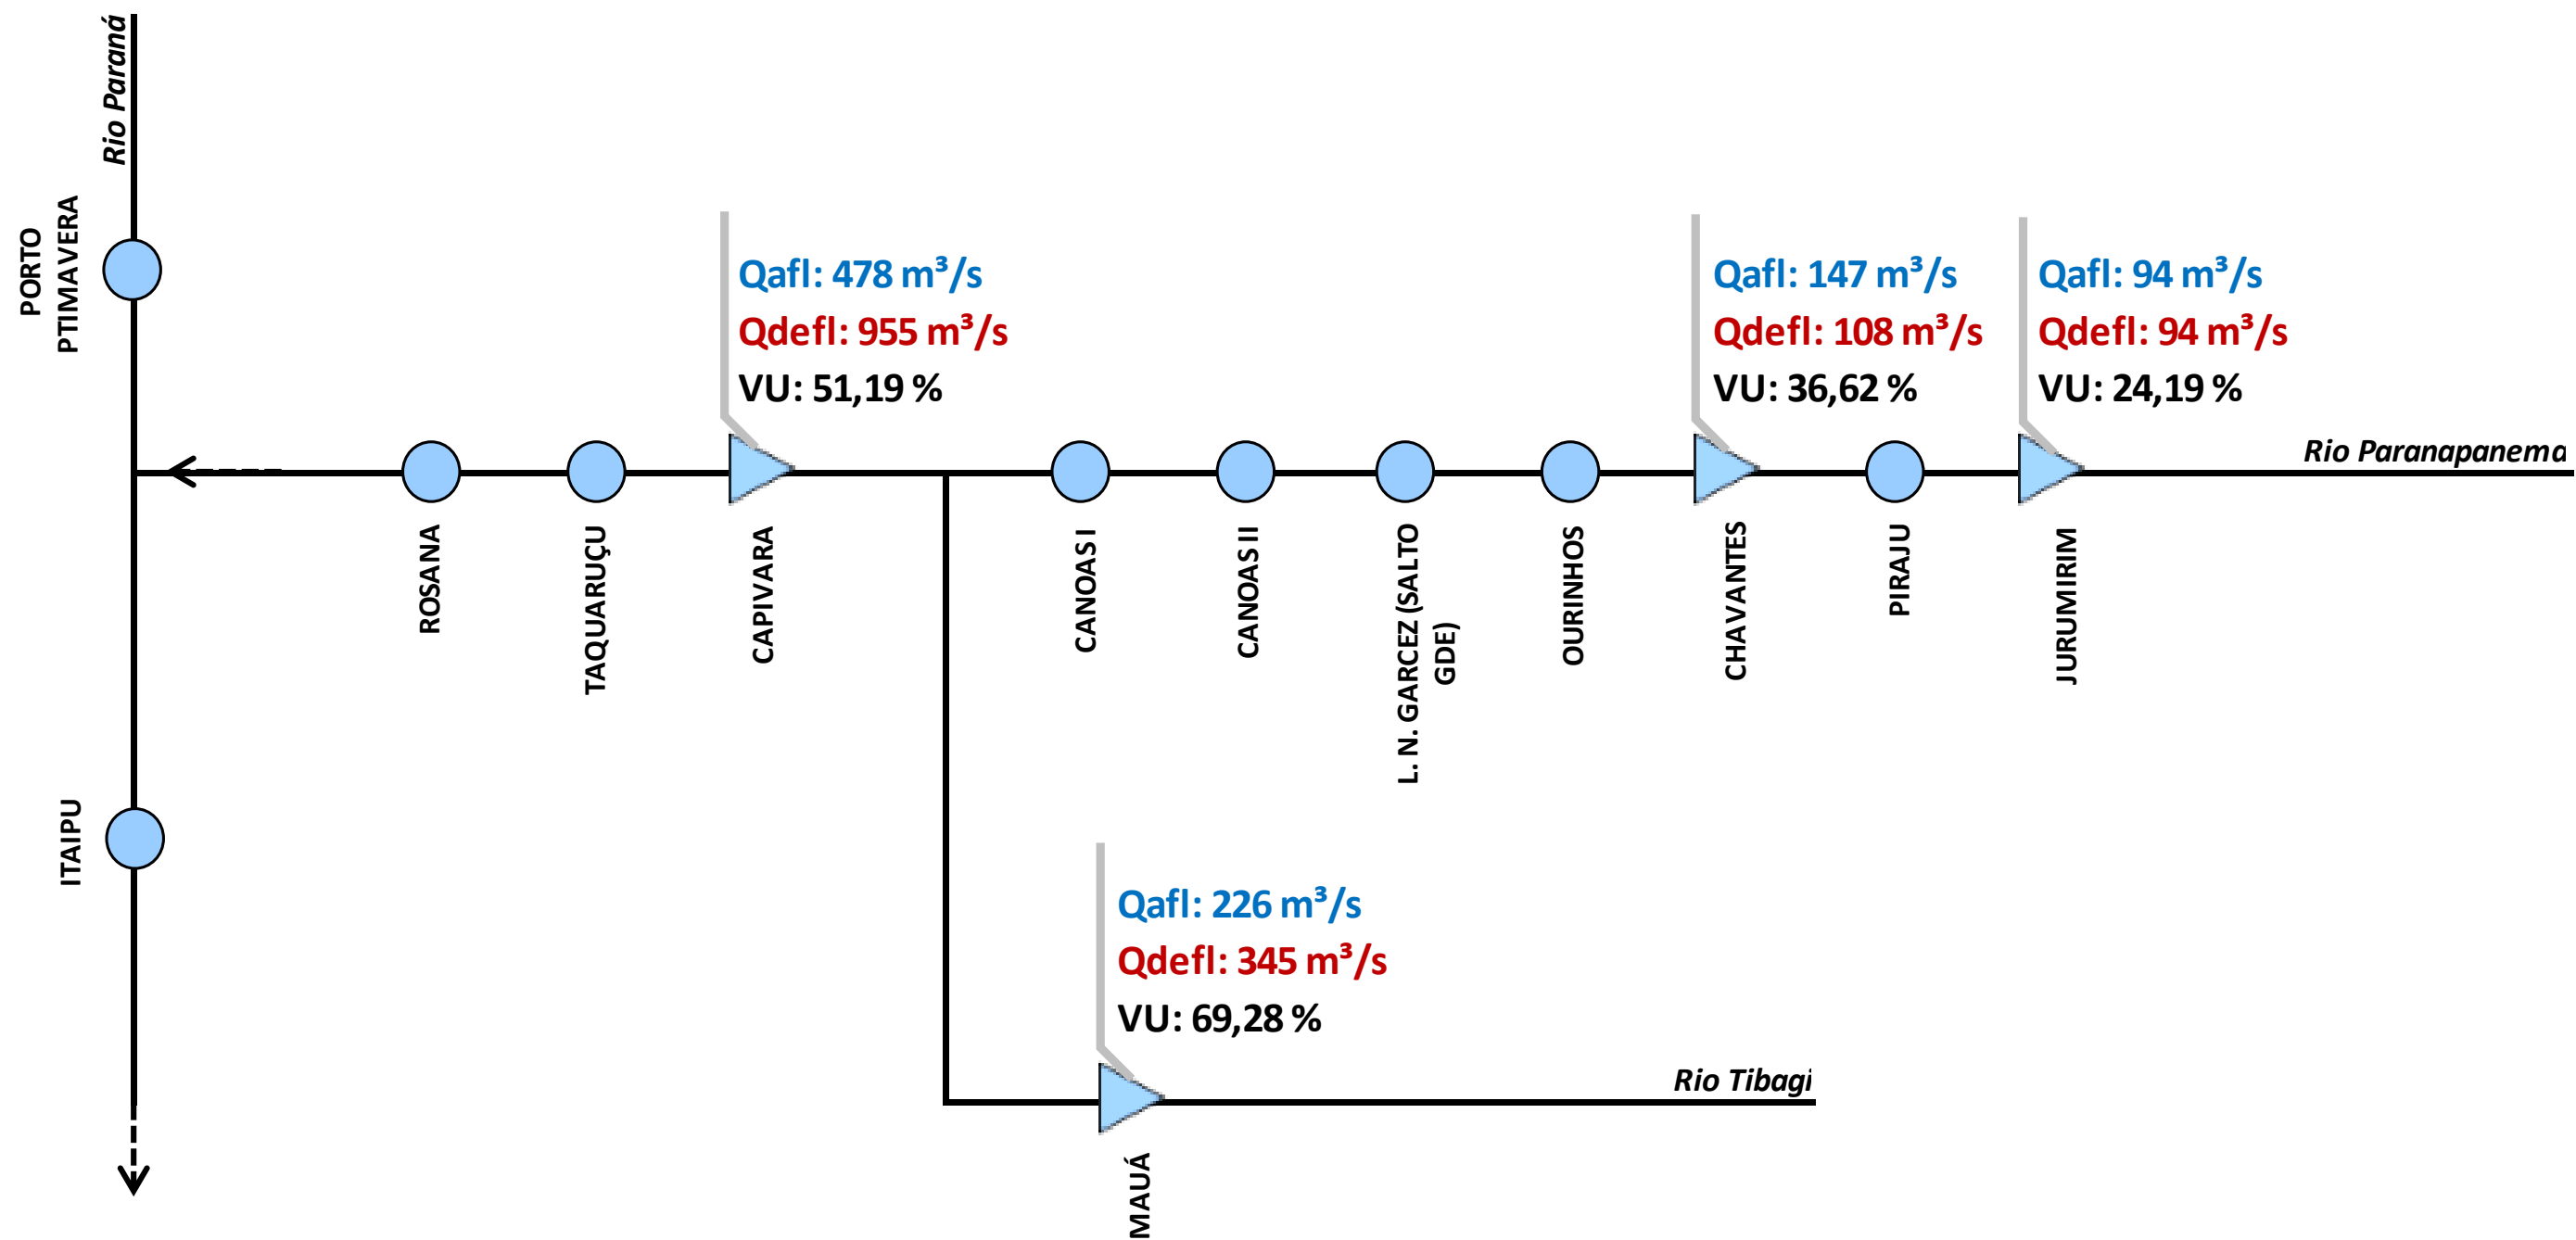 Rio Paraná
PORTO
PTIMAVERA
Qafl: 478 m³/s
Qdefl: 955 m³/s
VU: 51,19 %
Qafl: 147 m³/s
Qdefl: 108 m³/s
VU: 36,62 %
Qafl: 94 m³/s
Qdefl: 94 m³/s
VU: 24,19 %
Rio Paranapanema
ROSANA
TAQUARUÇU
CAPIVARA
CANOAS I
CANOAS II
L. N. GARCEZ (SALTO
GDE)
OURINHOS
CHAVANTES
PIRAJU
JURUMIRIM
ITAIPU
Qafl: 226 m³/s
Qdefl: 345 m³/s
VU: 69,28 %
Rio Tibagi
MAUÁ